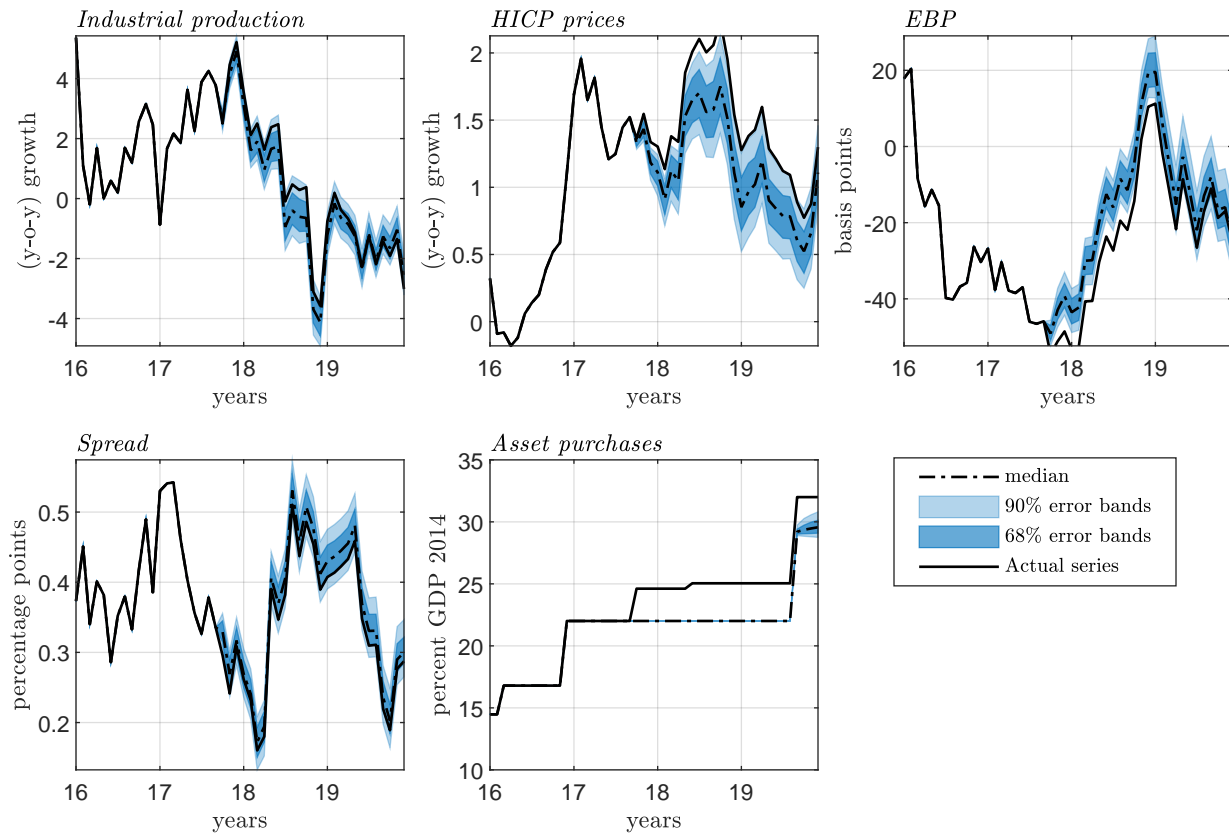 Industrial production
HICP prices
EBP
(y-o-y) growth
4
2
0
-2
-4
16
17
18
19
years
(y-o-y) growth
2
1.5
1
0.5
0
16
17
18
19
years
basis points
20
0
-20
-40
16
17
18
19
years
Spread
Asset purchases
percentage points
0.5
0.4
0.3
0.2
16
17
18
19
years
percent GDP 2014
35
30
25
20
15
10
16
17
18
19
years
median
90% error bands
68% error bands
Actual series